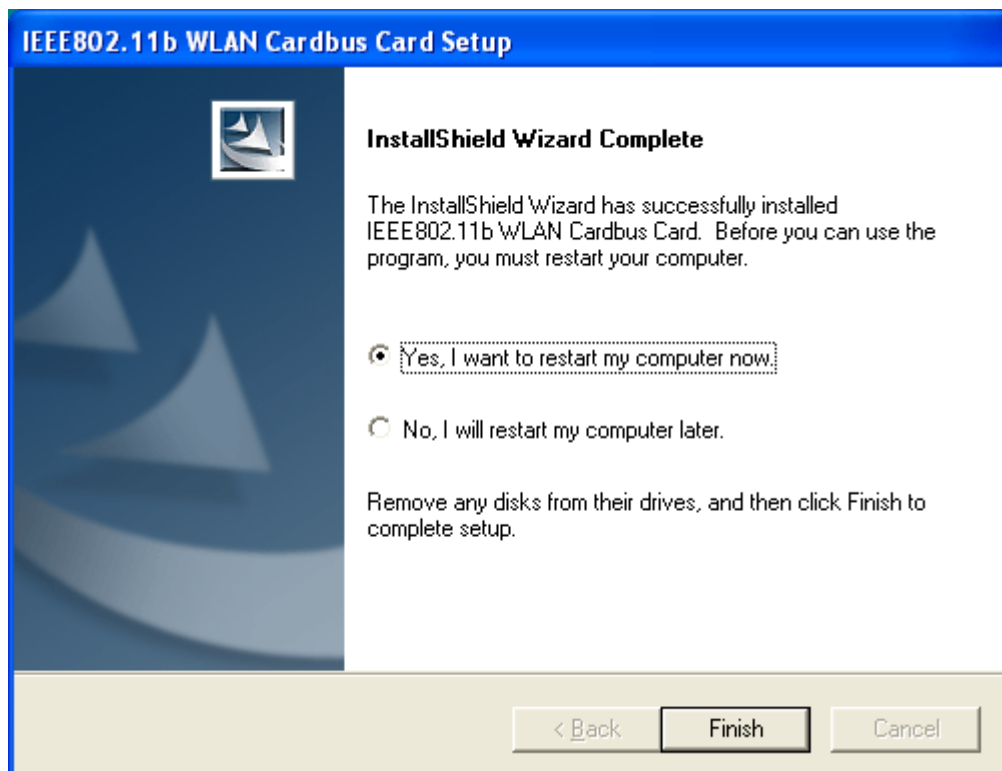 IEEE802.11b WLAN Cardbus Card Setup
InstallShield Wizard Complete
The InstallShield Wizard has successfully installed
IEEE802.11b WLAN Cardbus Card.  Before you can use the
program, you must restart your computer.
Yes, I want to restart my computer now.
No, I will restart my computer later.
Remove any disks from their drives, and then click Finish to
complete setup.
< Back
Finish
Cancel